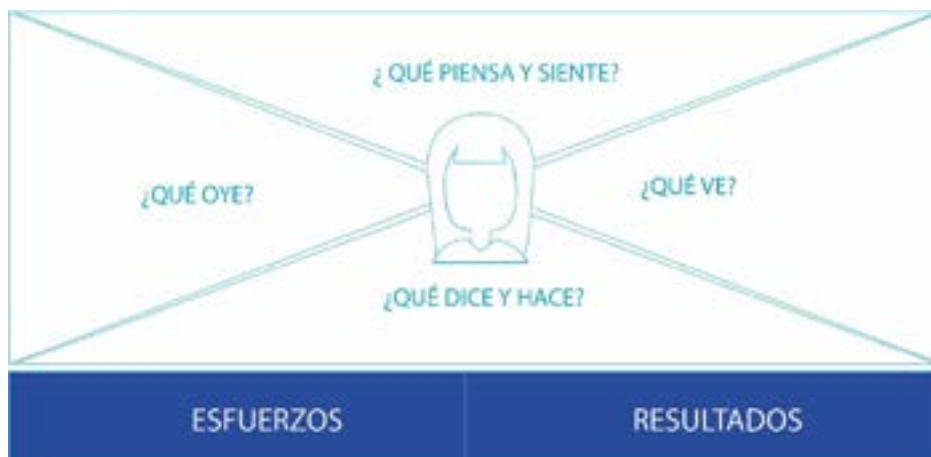 ¿ QUÉ PIENSA Y SIENTE?
¿QUÉ OYE?
¿QUÉ VE?
¿QUÉ DICE Y HACE?
ESFUERZOS
RESULTADOS